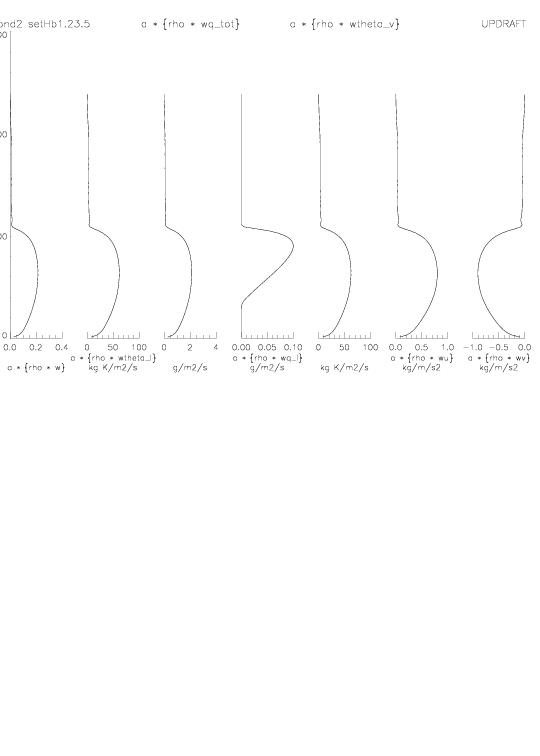 ond2 setHb1.23.5 a * {rho * wq_tot} a * {rho * wtheta_v} UPDRAFT
00
00
00
0
0.0 0.2 0.4 0 50 100 0 2 4 0.00 0.05 0.10 0 50 100 0.0 0.5 1.0 -1.0 -0.5 0.0
a * {rho * wtheta_l} a * {rho * wq_l} a * {rho * wu} a * {rho * wv}
a * {rho * w} kg K/m2/s g/m2/s g/m2/s kg K/m2/s kg/m/s2 kg/m/s2